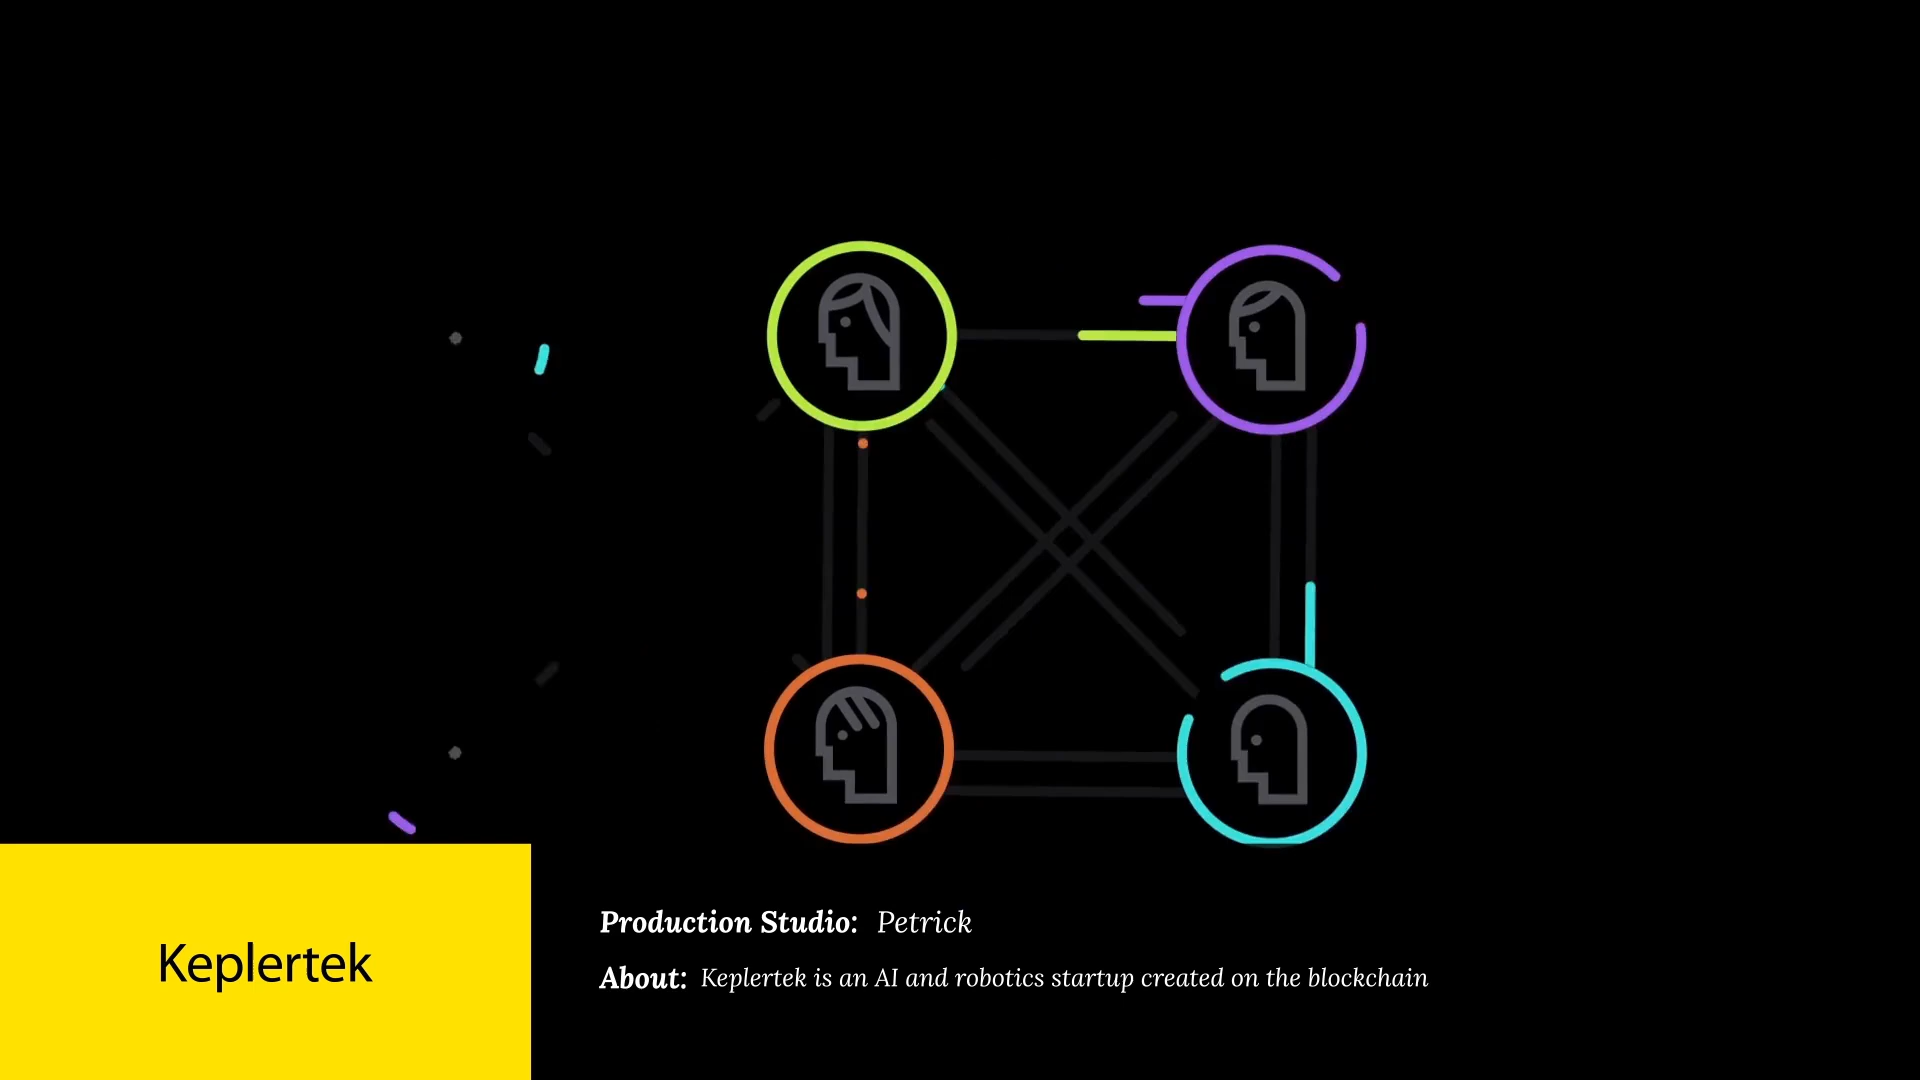 Keplertek
Production Studio: Petrick
About: Keplertek is an AI and robotics startup created on the blockchain